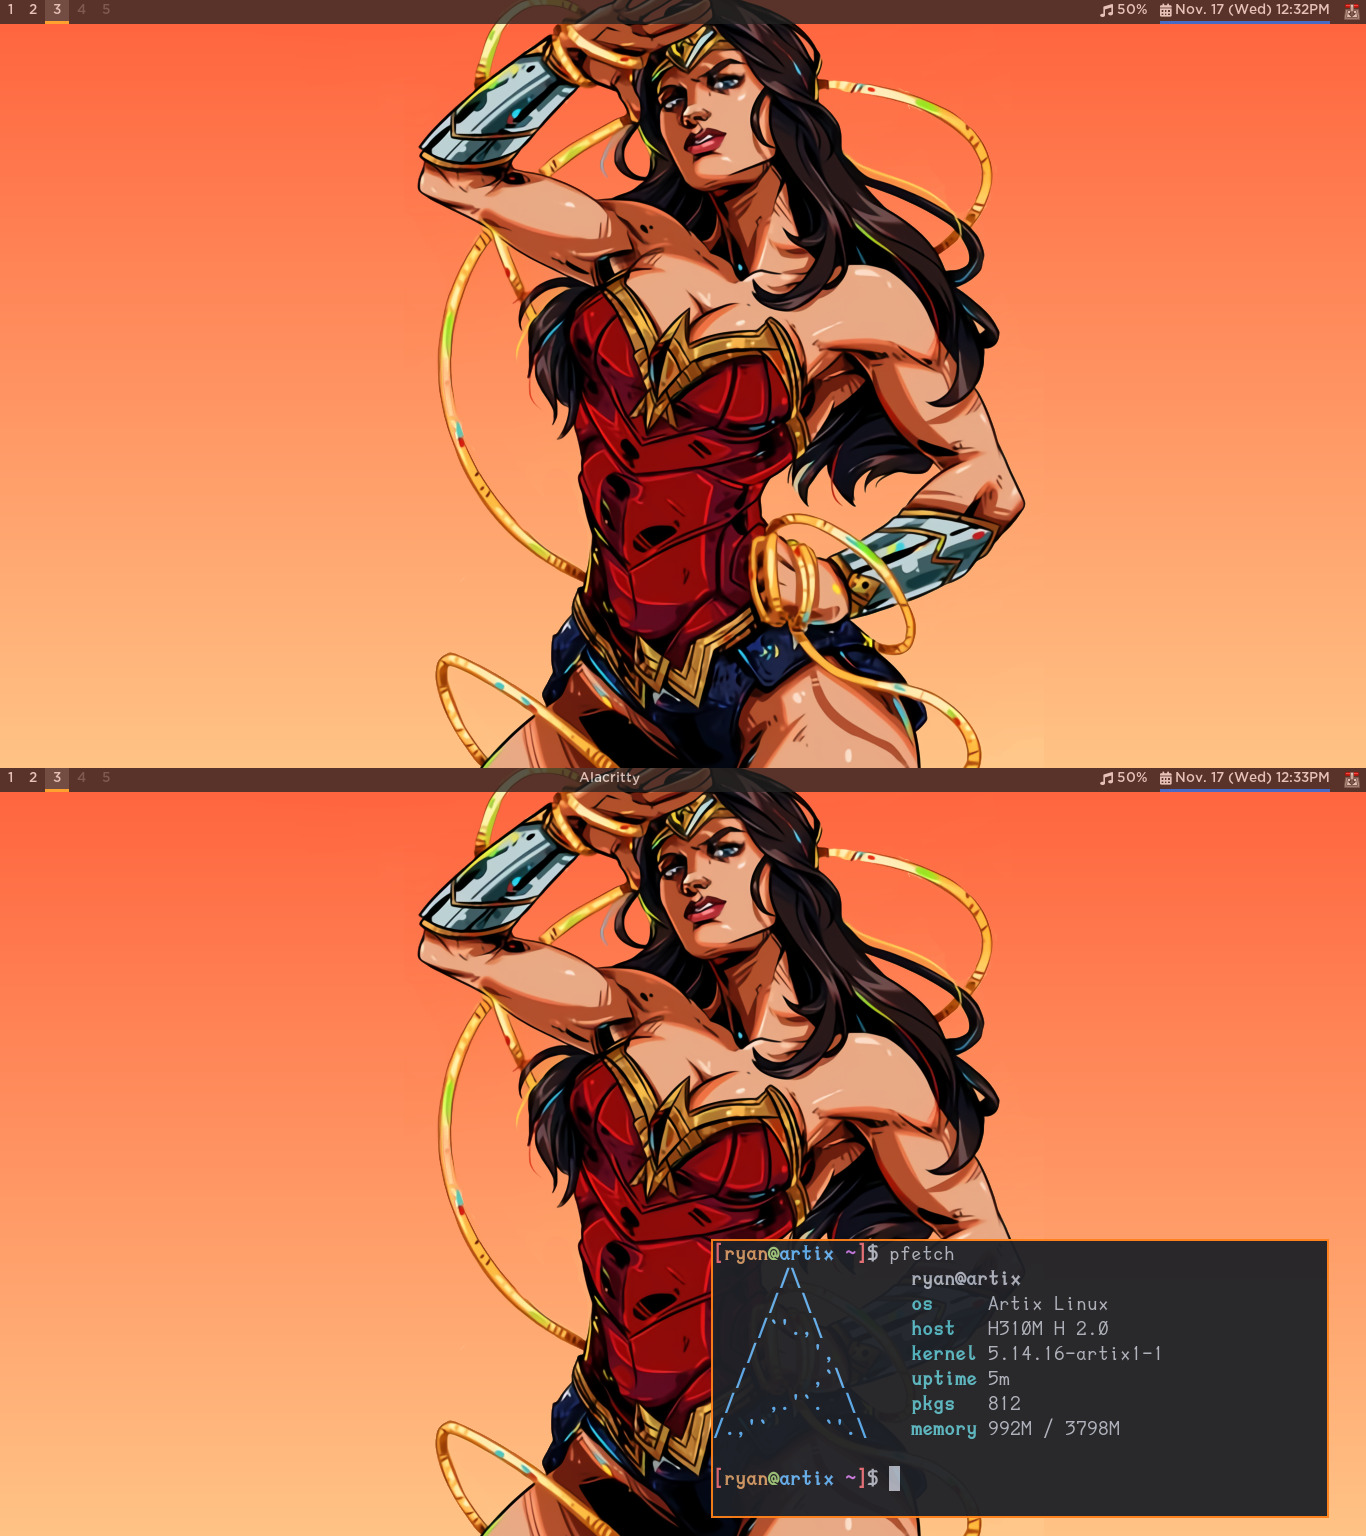 1 2 3 4 5 50% Nov. 17 (Wed) 12:32PM
1 2 3 4 5 Alacritty 50% Nov. 17 (Wed) 12:33PM
[ryan@artix ~]$ pfetch
ryan@artix
os Artix Linux
host H310M H 2.0
kernel 5.14.16-artix1-1
uptime 5m
pkgs 812
memory 992M / 3798M
[ryan@artix ~]$